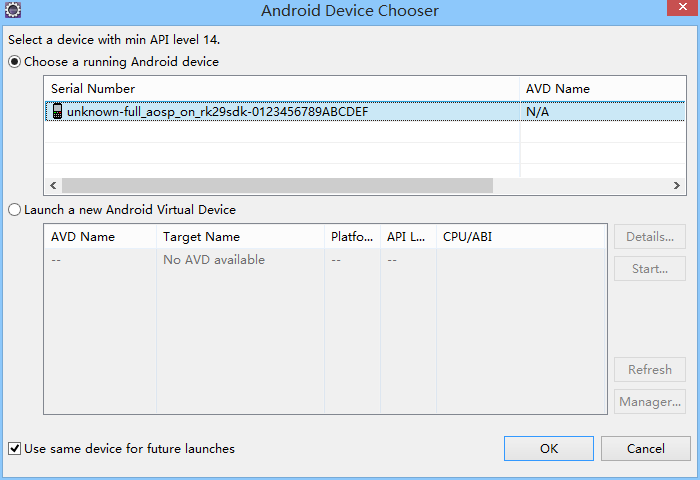 Android Device Chooser
Select a device with min API level 14.
Choose a running Android device
Serial Number AVD Name
unknown-full_aosp_on_rk29sdk-0123456789ABCDEF N/A
Launch a new Android Virtual Device
AVD Name Target Name Platfo... API L... CPU/ABI
-- No AVD available -- --
Details...
Start...
Refresh
Manager...
Use same device for future launches
OK Cancel